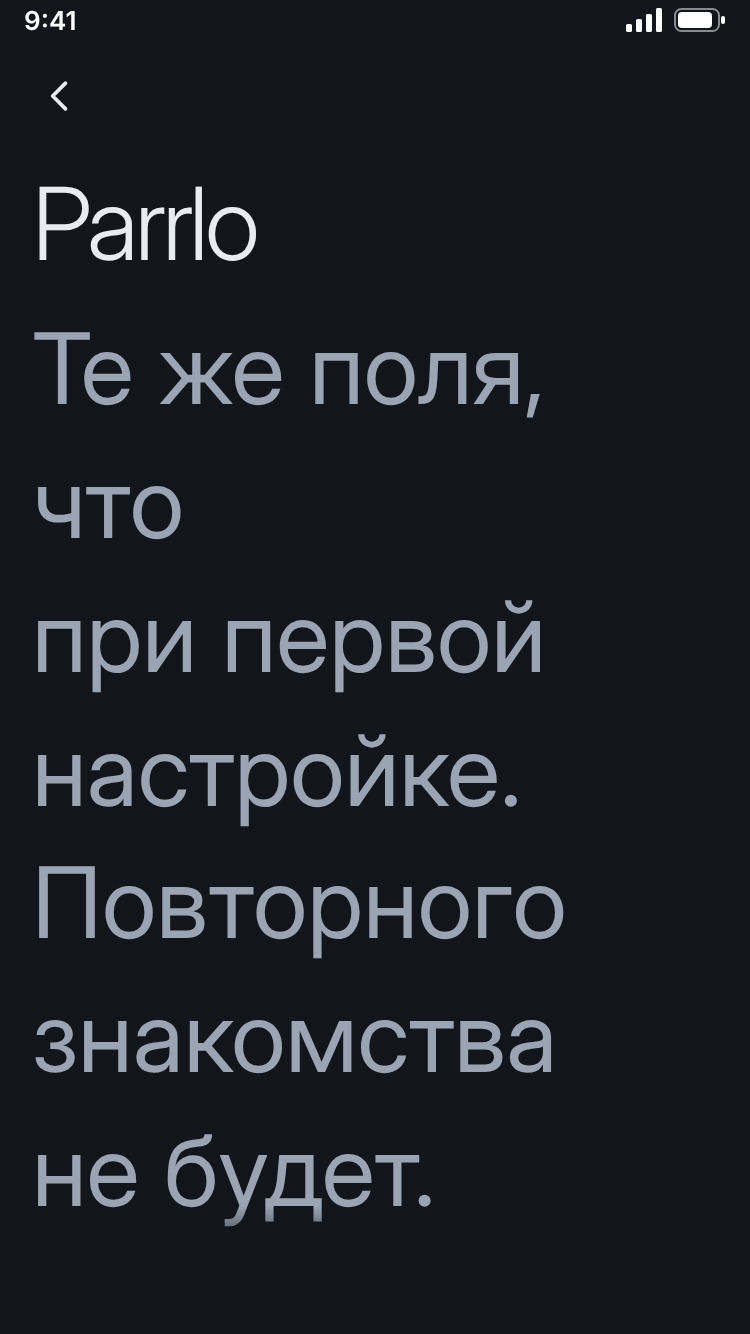 9:41
Parrlo
Те же поля,
что
при первой
настройке.
Повторного
знакомства
не будет.